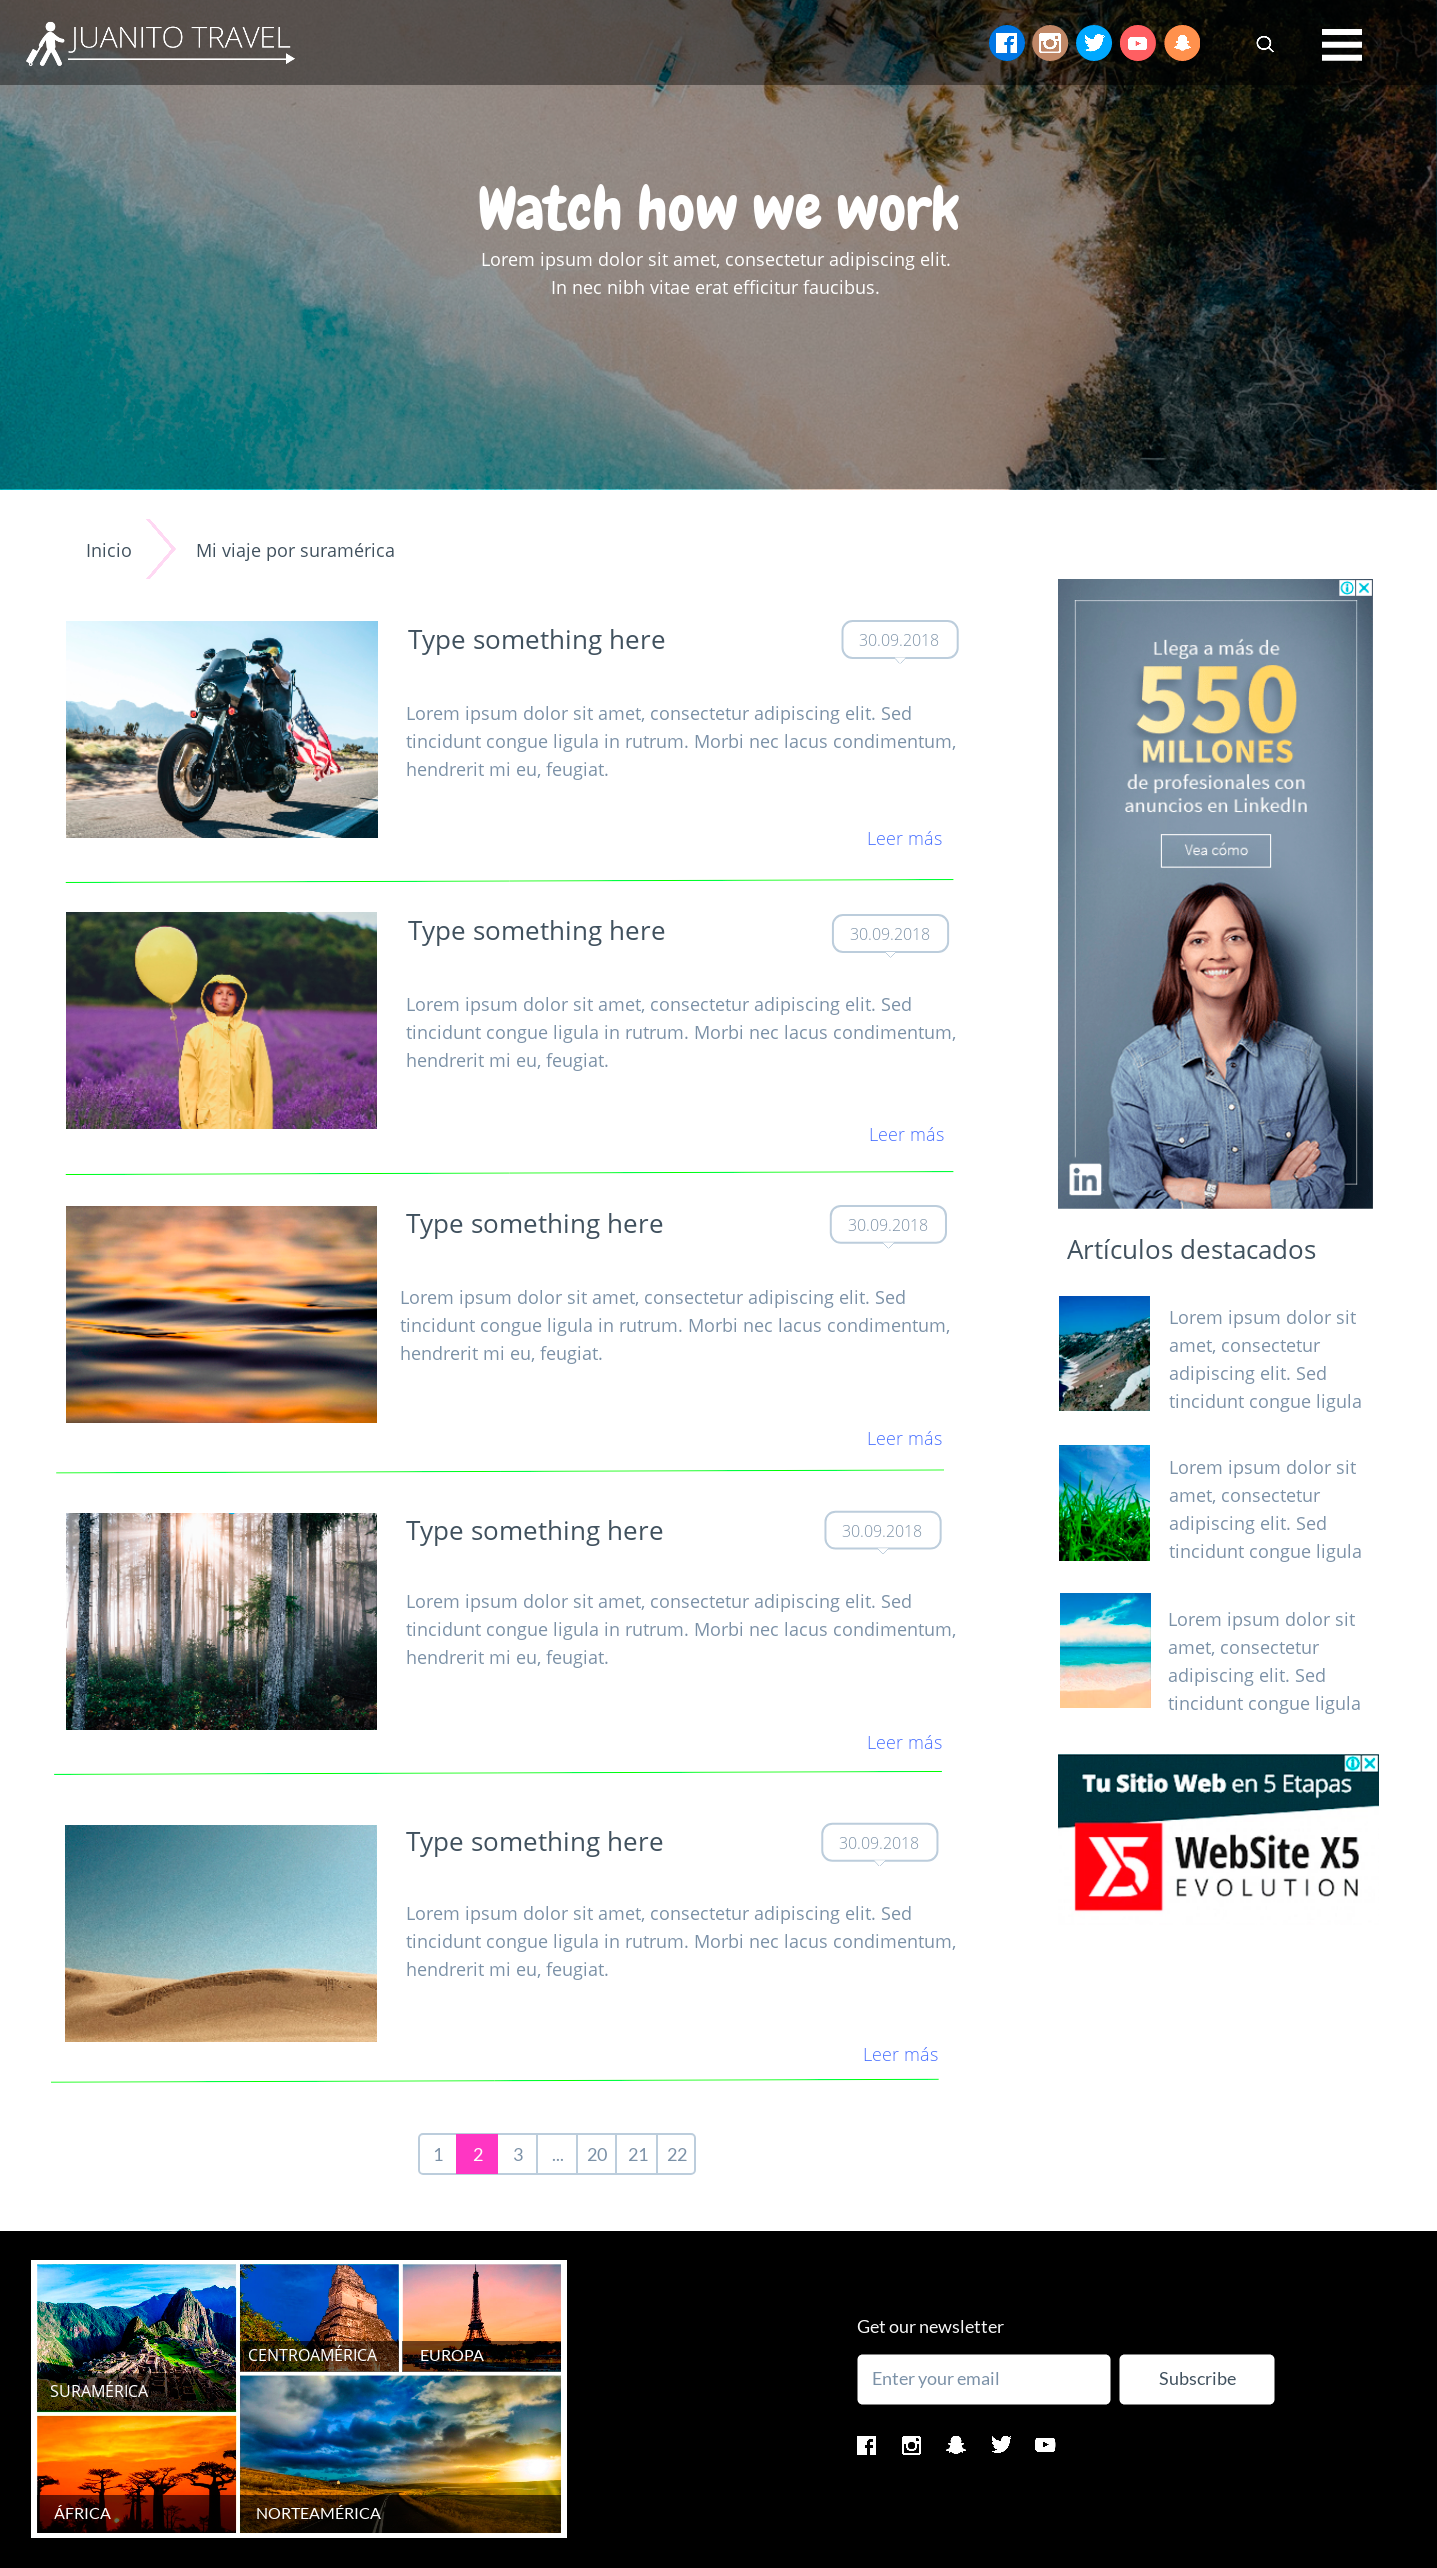 JUANITO TRAVEL
Watch how we work
Lorem ipsum dolor sit amet, consectetur adipiscing elit.
In nec nibh vitae erat efficitur faucibus.
Inicio
Mi viaje por suramérica
Type something here
30.09.2018
Lorem ipsum dolor sit amet, consectetur adipiscing elit. Sed
tincidunt congue ligula in rutrum. Morbi nec lacus condimentum,
hendrerit mi eu, feugiat.
Leer más
Type something here
30.09.2018
Lorem ipsum dolor sit amet, consectetur adipiscing elit. Sed
tincidunt congue ligula in rutrum. Morbi nec lacus condimentum,
hendrerit mi eu, feugiat.
Leer más
Type something here
30.09.2018
Lorem ipsum dolor sit amet, consectetur adipiscing elit. Sed
tincidunt congue ligula in rutrum. Morbi nec lacus condimentum,
hendrerit mi eu, feugiat.
Leer más
Type something here
30.09.2018
Lorem ipsum dolor sit amet, consectetur adipiscing elit. Sed
tincidunt congue ligula in rutrum. Morbi nec lacus condimentum,
hendrerit mi eu, feugiat.
Leer más
Type something here
30.09.2018
Lorem ipsum dolor sit amet, consectetur adipiscing elit. Sed
tincidunt congue ligula in rutrum. Morbi nec lacus condimentum,
hendrerit mi eu, feugiat.
Leer más
1 2 3 ... 20 21 22
Llega a más de
550
MILLONES
de profesionales con
anuncios en LinkedIn
Vea cómo
in
Artículos destacados
Lorem ipsum dolor sit
amet, consectetur
adipiscing elit. Sed
tincidunt congue ligula
Lorem ipsum dolor sit
amet, consectetur
adipiscing elit. Sed
tincidunt congue ligula
Lorem ipsum dolor sit
amet, consectetur
adipiscing elit. Sed
tincidunt congue ligula
Tu Sitio Web en 5 Etapas
X5
WebSite X5
EVOLUTION
SURAMÉRICA
CENTROAMÉRICA
EUROPA
ÁFRICA
NORTEAMÉRICA
Get our newsletter
Enter your email
Subscribe